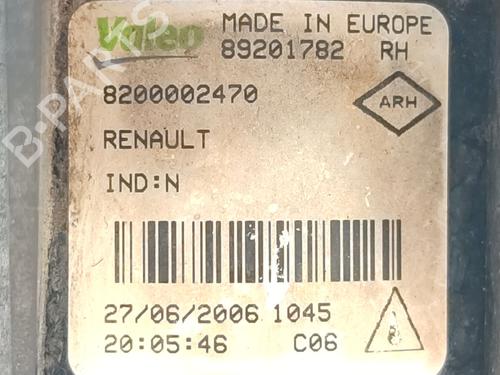 Valeo MADE IN EUROPE
89201782 RH
8200002470
ARH
RENAULT
IND:N
27/06/2006 1045
20:05:46 C06
B-PARTS